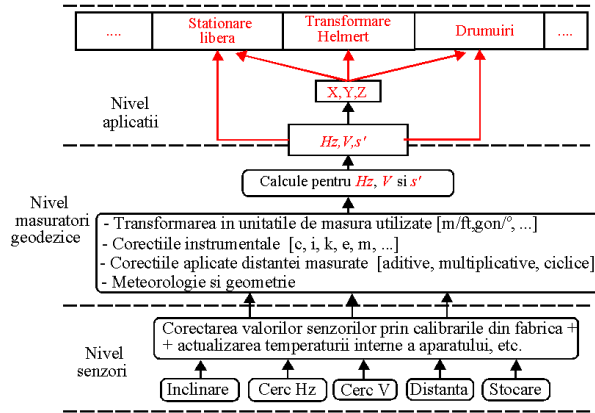 ....
Stationare
libera
Transformare
Helmert
Drumuiri
....
X,Y,Z
Nivel
aplicatii
Hz,V,s'
Calcule pentru Hz, V si s'
Nivel
masuratori
geodezice
- Transformarea in unitatile de masura utilizate [m/ft,gon/°, ...]
- Corectiile instrumentale [c, i, k, e, m, ...]
- Corectiile aplicate distantei masurate [aditive, multiplicative, ciclice]
- Meteorologie si geometrie
Corectarea valorilor senzorilor prin calibrarile din fabrica +
+ actualizarea temperaturii interne a aparatului, etc.
Nivel
senzori
Inclinare
Cerc Hz
Cerc V
Distanta
Stocare